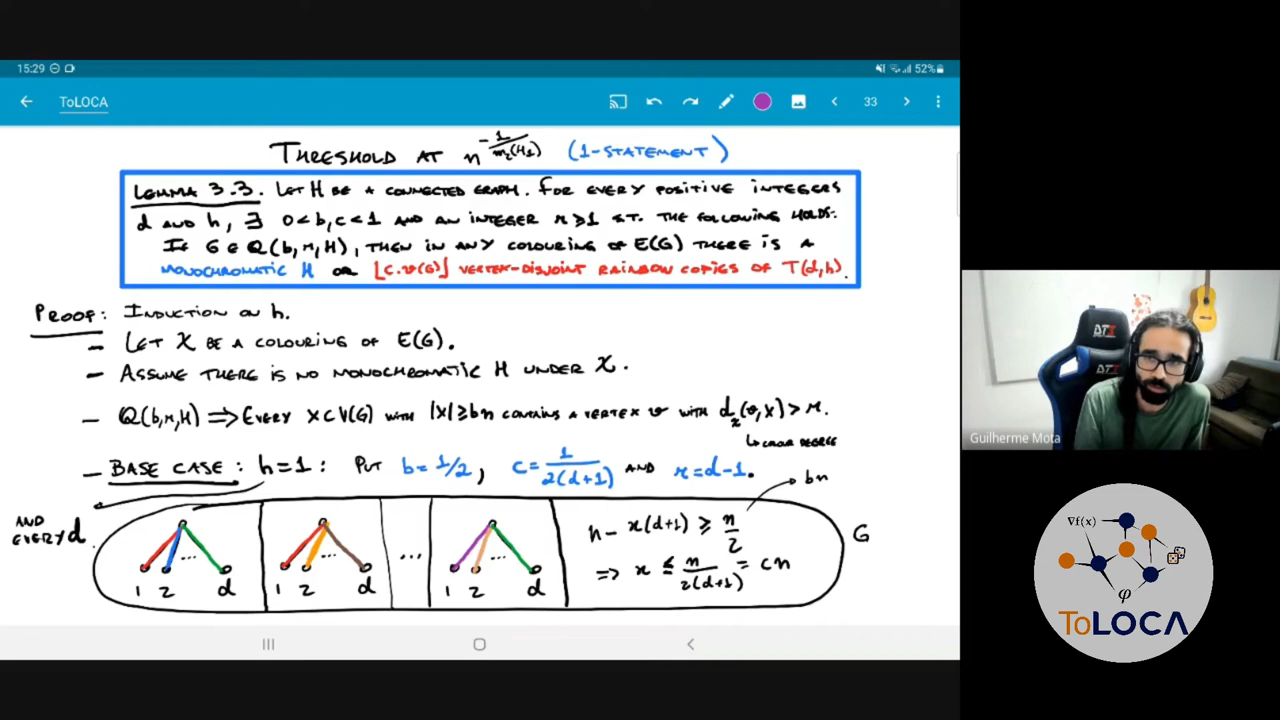 15:29
52%
ToLOCA
33
THRESHOLD AT n^{-1/m_2(H_1)} (1-STATEMENT)
LEMMA 3.3. LET H BE A CONNECTED GRAPH. FOR EVERY POSITIVE INTEGERS
d AND h, ∃ 0<b,c<1 AND AN INTEGER r≥1 S.T. THE FOLLOWING HOLDS:
IF G ∈ Q(b,r,H), THEN IN ANY COLOURING OF E(G) THERE IS A
MONOCHROMATIC H OR ⌊c.v(G)⌋ VERTEX-DISJOINT RAINBOW COPIES OF T(d,h).
PROOF: INDUCTION ON h.
- LET χ BE A COLOURING OF E(G).
- ASSUME THERE IS NO MONOCHROMATIC H UNDER χ.
- Q(b,r,H) ⟹ EVERY X⊂V(G) WITH |X|≥bn CONTAINS A VERTEX v WITH d_χ(v,X)>r.
↳COLOR DEGREE
- BASE CASE: h=1: PUT b=1/2, c=1/2(d+1) AND r=d-1.
bn
AND EVERY d.
n - x(d+1) ≥ n/2
⟹ x ≤ n/2(d+1) = cn
G
1 2 ... d
1 2 ... d
...
1 2 ... d
Guilherme Mota
∇f(x)
φ
ToLOCA
DTX